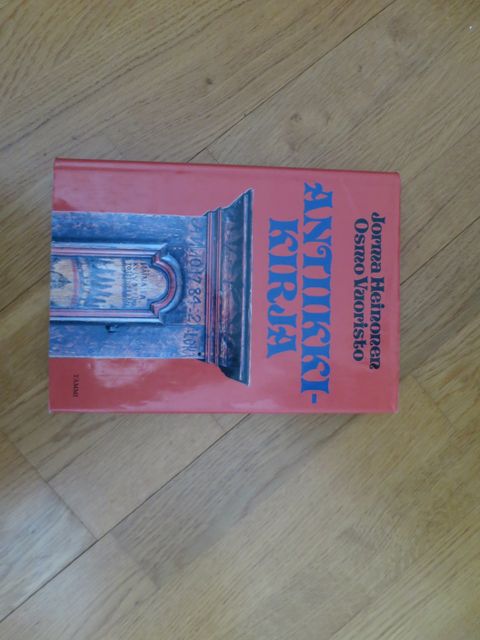 Jorma Heinonen
Osmo Vuoristo
ANTIIKKI-
KIRJA
TAMMI